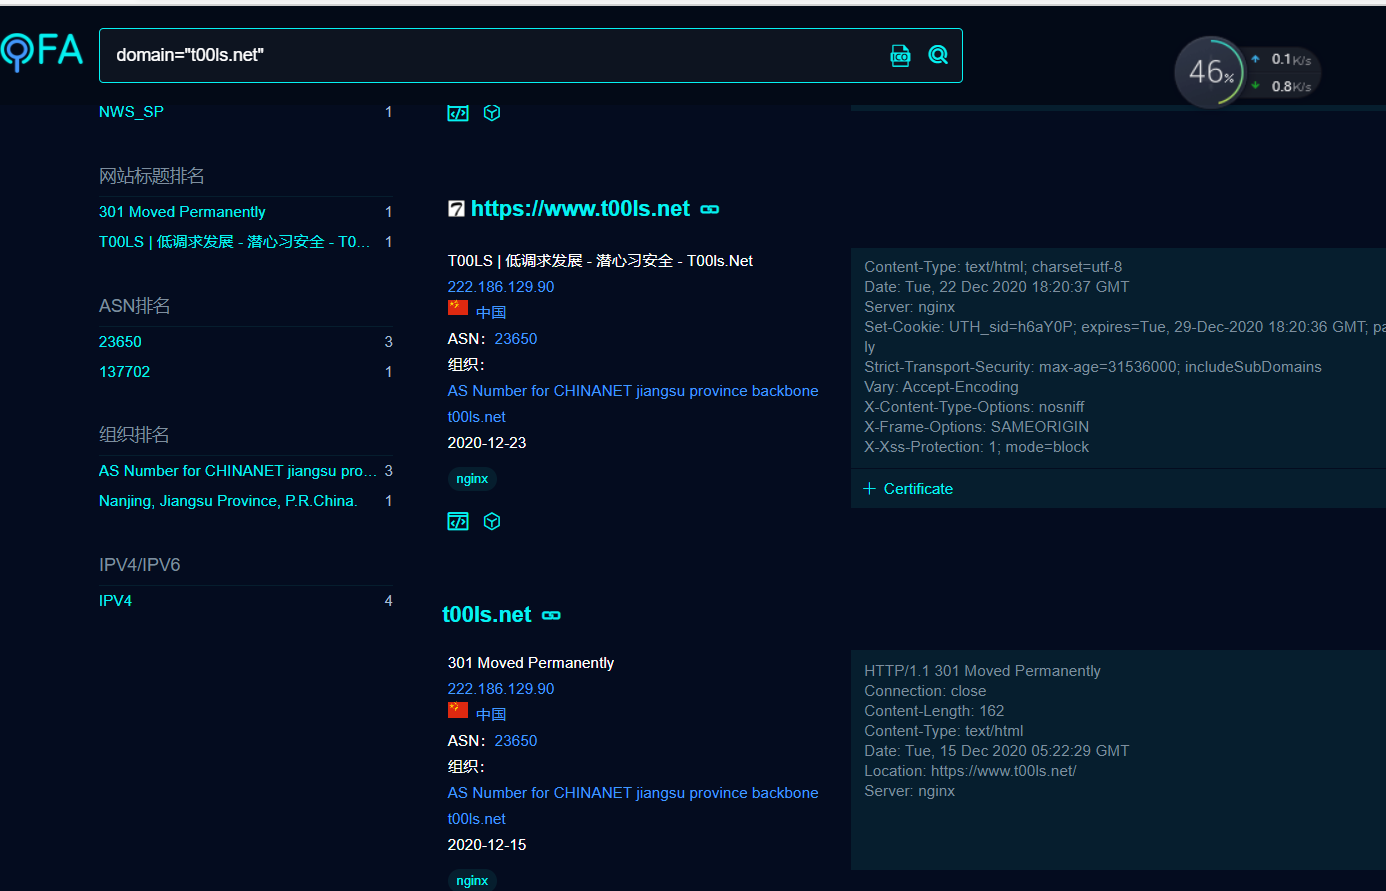 FA
domain="t00ls.net"
ICO
46%
0.1K/s
0.8K/s
NWS_SP 1
网站标题排名
301 Moved Permanently 1
T00LS | 低调求发展 - 潜心习安全 - T0... 1
ASN排名
23650 3
137702 1
组织排名
AS Number for CHINANET jiangsu pro... 3
Nanjing, Jiangsu Province, P.R.China. 1
IPV4/IPV6
IPV4 4
https://www.t00ls.net
T00LS | 低调求发展 - 潜心习安全 - T00ls.Net
222.186.129.90
中国
ASN: 23650
组织:
AS Number for CHINANET jiangsu province backbone
t00ls.net
2020-12-23
nginx
Content-Type: text/html; charset=utf-8
Date: Tue, 22 Dec 2020 18:20:37 GMT
Server: nginx
Set-Cookie: UTH_sid=h6aY0P; expires=Tue, 29-Dec-2020 18:20:36 GMT; pa
ly
Strict-Transport-Security: max-age=31536000; includeSubDomains
Vary: Accept-Encoding
X-Content-Type-Options: nosniff
X-Frame-Options: SAMEORIGIN
X-Xss-Protection: 1; mode=block
+ Certificate
t00ls.net
301 Moved Permanently
222.186.129.90
中国
ASN: 23650
组织:
AS Number for CHINANET jiangsu province backbone
t00ls.net
2020-12-15
nginx
HTTP/1.1 301 Moved Permanently
Connection: close
Content-Length: 162
Content-Type: text/html
Date: Tue, 15 Dec 2020 05:22:29 GMT
Location: https://www.t00ls.net/
Server: nginx